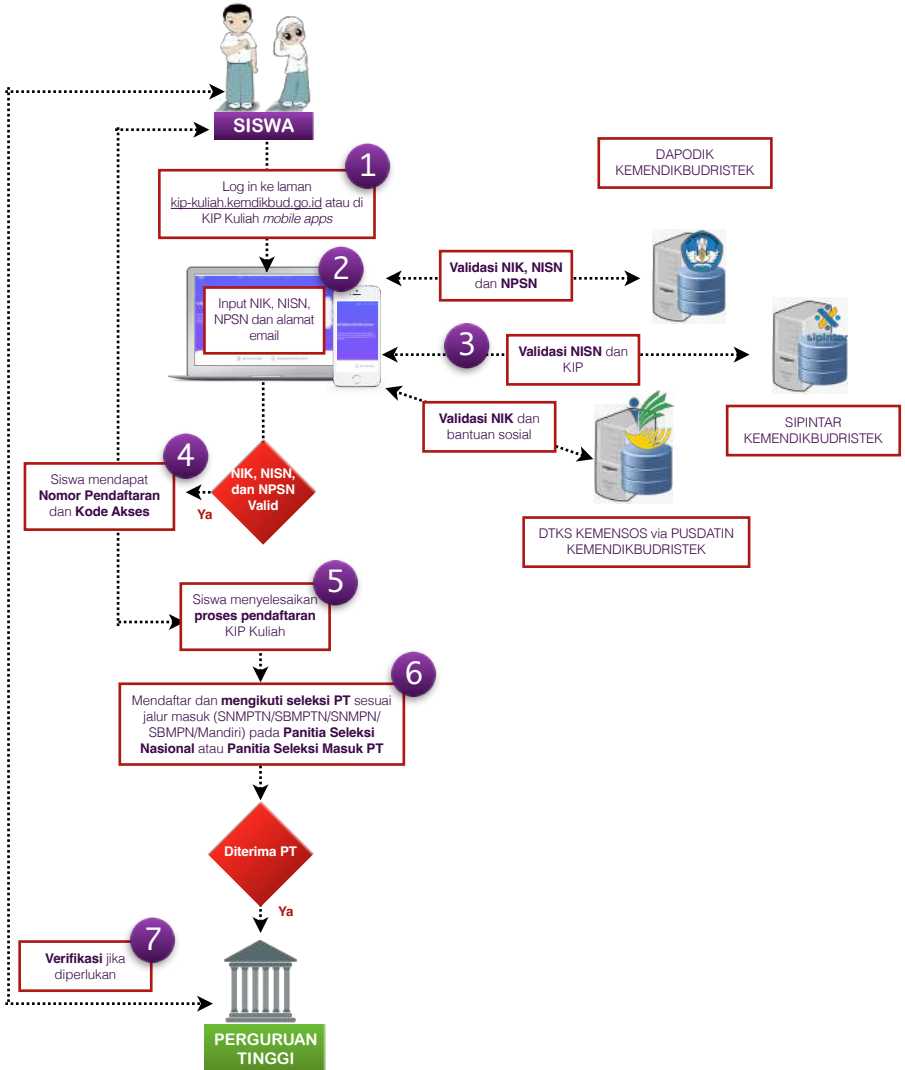 SISWA
1
Log in ke laman
kip-kuliah.kemdikbud.go.id atau di
KIP Kuliah mobile apps
DAPODIK
KEMENDIKBUDRISTEK
2
Input NIK, NISN,
NPSN dan alamat
email
Validasi NIK, NISN
dan NPSN
3
Validasi NISN dan
KIP
sipintar
SIPINTAR
KEMENDIKBUDRISTEK
Validasi NIK dan
bantuan sosial
DTKS KEMENSOS via PUSDATIN
KEMENDIKBUDRISTEK
4
Siswa mendapat
Nomor Pendaftaran
dan Kode Akses
Ya
NIK, NISN,
dan NPSN
Valid
5
Siswa menyelesaikan
proses pendaftaran
KIP Kuliah
6
Mendaftar dan mengikuti seleksi PT sesuai
jalur masuk (SNMPTN/SBMPTN/SNMPN/
SBMPN/Mandiri) pada Panitia Seleksi
Nasional atau Panitia Seleksi Masuk PT
Diterima PT
Ya
7
Verifikasi jika
diperlukan
PERGURUAN
TINGGI